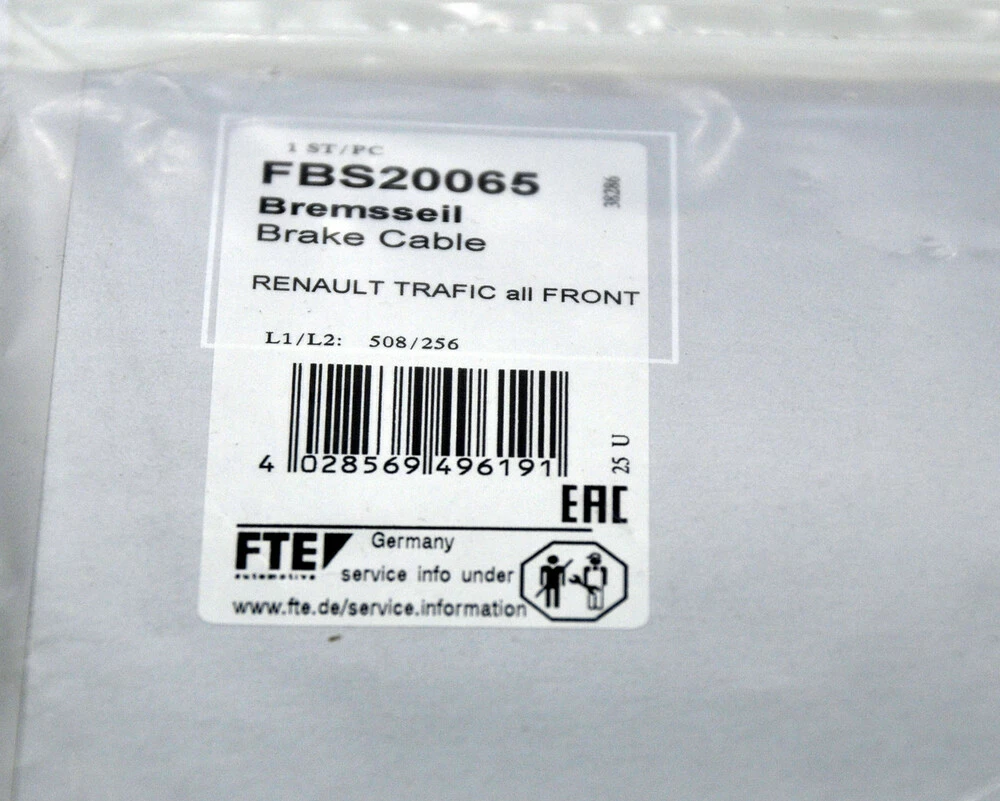 1 ST/PC
FBS20065
38286
Bremsseil
Brake Cable
RENAULT TRAFIC all FRONT
L1/L2: 508/256
4 028569 496191
25 U
EAC
FTE
automotive
Germany
service info under
www.fte.de/service.information